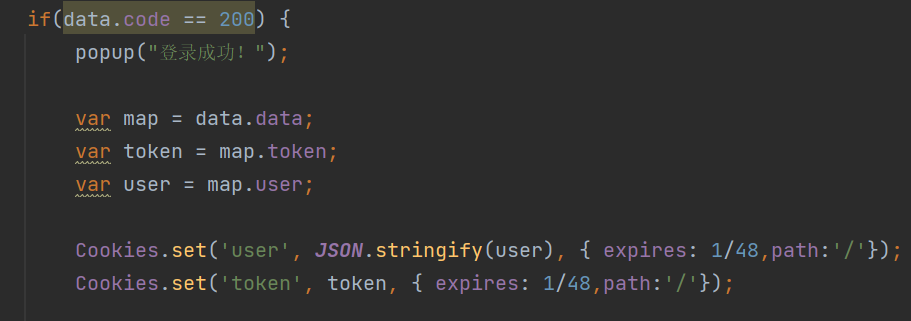 if(data.code == 200) {
popup("登录成功！");
var map = data.data;
var token = map.token;
var user = map.user;
Cookies.set('user', JSON.stringify(user), { expires: 1/48,path:'/'});
Cookies.set('token', token, { expires: 1/48,path:'/'});